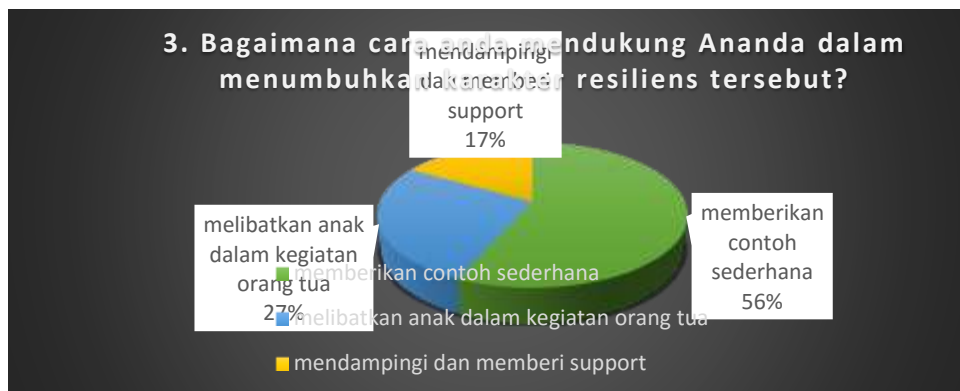 3. Bagaimana cara anda mendukung Ananda dalam
menumbuhkan karakter resiliens tersebut?
mendampingi
dan memberi
support
17%
melibatkan anak
dalam kegiatan
orang tua
27%
memberikan
contoh
sederhana
56%
memberikan contoh sederhana
melibatkan anak dalam kegiatan orang tua
mendampingi dan memberi support